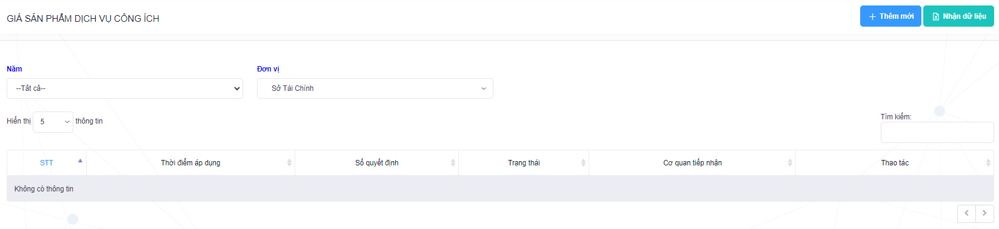 GIÁ SẢN PHẨM DỊCH VỤ CÔNG ÍCH
Thêm mới
Nhận dữ liệu
Năm
Đơn vị
--Tất cả--
Sở Tài Chính
Hiển thị 5 thông tin
Tìm kiếm:
STT Thời điểm áp dụng Số quyết định Trạng thái Cơ quan tiếp nhận Thao tác
Không có thông tin